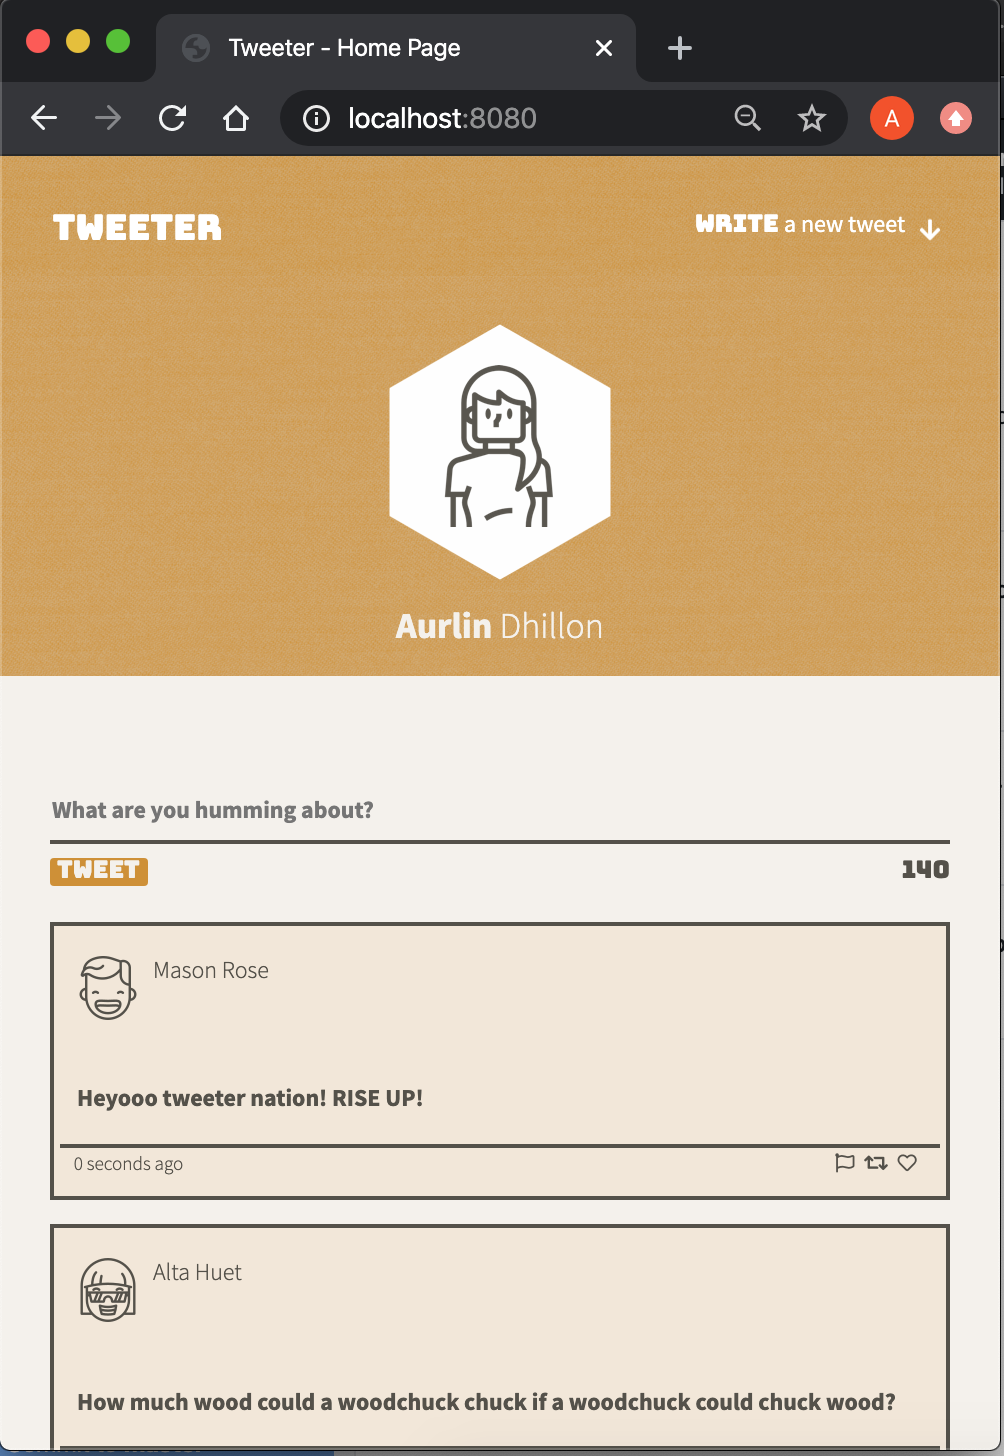 Tweeter - Home Page
localhost:8080
A
TWEETER
WRITE a new tweet
Aurlin Dhillon
What are you humming about?
TWEET
140
Mason Rose
Heyooo tweeter nation! RISE UP!
0 seconds ago
Alta Huet
How much wood could a woodchuck chuck if a woodchuck could chuck wood?